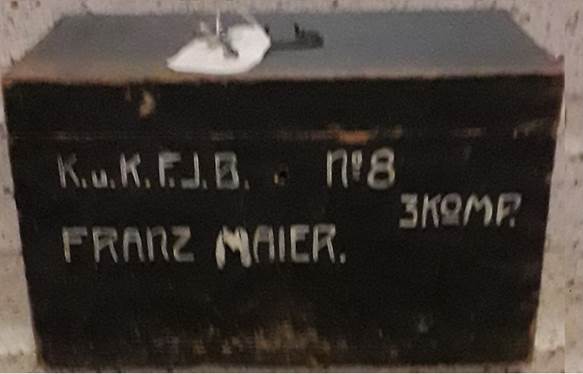 K.u.K.F.J.B. Nº8
3KOMP.
FRANZ MAIER.